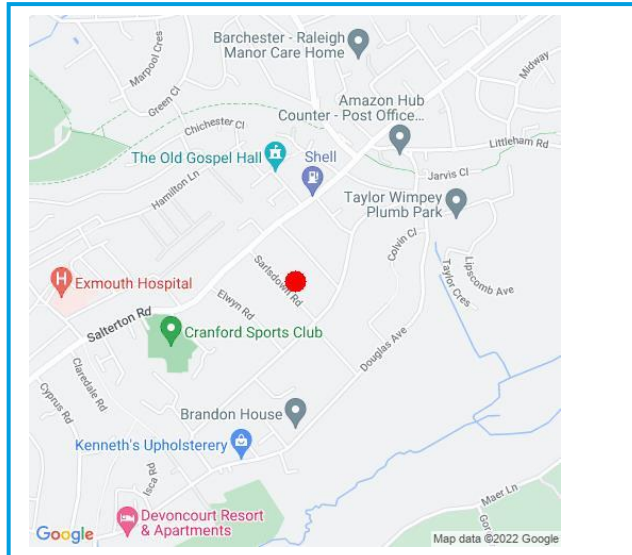 Barchester - Raleigh
Manor Care Home
Marpool Cres
Midway
Green Cl
Amazon Hub
Counter - Post Office...
Chichester Cl
Littleham Rd
The Old Gospel Hall
Shell
Jarvis Cl
Hamilton Ln
Taylor Wimpey
Plumb Park
Colvin Cl
Sarlsdown Rd
Lipscomb Ave
Taylor Cres
H
Exmouth Hospital
Elwyn Rd
Salterton Rd
Cranford Sports Club
Douglas Ave
Claredale Rd
Cyprus Rd
Brandon House
Kenneth's Upholsterery
Isca Rd
Maer Ln
Gor
Devoncourt Resort
& Apartments
Google
Map data ©2022 Google